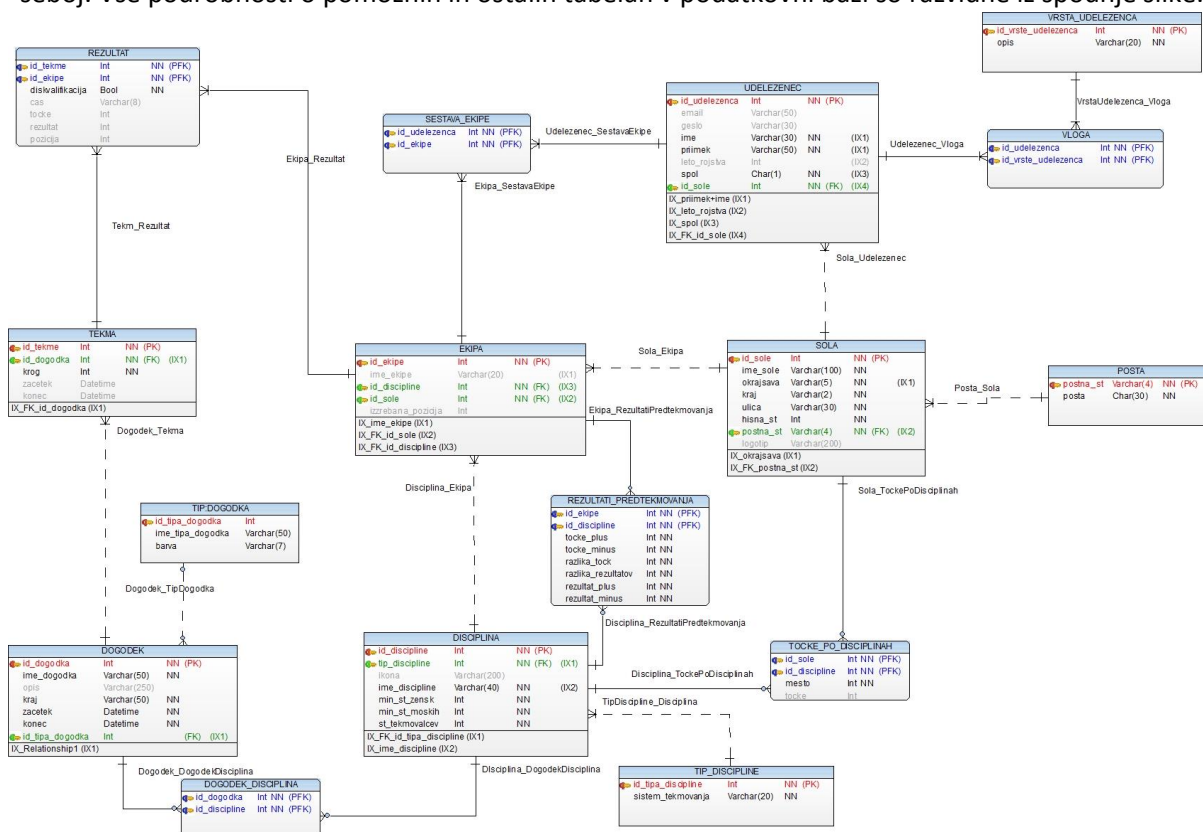 seboj. Vse podrobnosti o pomožnih in ostalih tabelah v podatkovni bazi so razvidne iz spodnje slike.
VRSTA_UDELEZENCA
id_vrste_udelezenca Int NN (PK)
opis Varchar(20) NN
REZULTAT
id_tekme Int NN (PFK)
id_ekipe Int NN (PFK)
diskvalifikacija Bool NN
cas Varchar(8)
tocke Int
rezultat Int
pozicija Int
UDELEZENEC
id_udelezenca Int NN (PK)
email Varchar(50)
geslo Varchar(30)
ime Varchar(30) NN (IX1)
priimek Varchar(50) NN (IX1)
leto_rojstva Int (IX2)
spol Char(1) NN (IX3)
id_sole Int NN (FK) (IX4)
IX_priimek+ime (IX1)
IX_leto_rojstva (IX2)
IX_spol (IX3)
IX_FK_id_sole (IX4)
VrstaUdelezenca_Vloga
SESTAVA_EKIPE
id_udelezenca Int NN (PFK)
id_ekipe Int NN (PFK)
Udelezenec_SestavaEkipe
VLOGA
id_udelezenca Int NN (PFK)
id_vrste_udelezenca Int NN (PFK)
Udelezenec_Vloga
Ekipa_Rezultat
Ekipa_SestavaEkipe
Tekm_Rezultat
Sola_Udelezenec
TEKMA
id_tekme Int NN (PK)
id_dogodka Int NN (FK) (IX1)
krog Int NN
zacetek Datetime
konec Datetime
IX_FK_id_dogodka (IX1)
EKIPA
id_ekipe Int NN (PK)
ime_ekipe Varchar(20) (IX1)
id_discipline Int NN (FK) (IX3)
id_sole Int NN (FK) (IX2)
izzrebana_pozicija Int
IX_ime_ekipe (IX1)
IX_FK_id_sole (IX2)
IX_FK_id_discipline (IX3)
Sola_Ekipa
SOLA
id_sole Int NN (PK)
ime_sole Varchar(100) NN
okrajsava Varchar(5) NN (IX1)
kraj Varchar(2) NN
ulica Varchar(30) NN
hisna_st Int NN
postna_st Varchar(4) NN (FK) (IX2)
logotip Varchar(200)
IX_okrajsava (IX1)
IX_FK_postna_st (IX2)
Posta_Sola
POSTA
postna_st Varchar(4) NN (PK)
posta Char(30) NN
Ekipa_RezultatiPredtekmovanja
Dogodek_Tekma
Disciplina_Ekipa
Sola_TockePoDisciplinah
TIP:DOGODKA
id_tipa_dogodka Int
ime_tipa_dogodka Varchar(50)
barva Varchar(7)
REZULTATI_PREDTEKMOVANJA
id_ekipe Int NN (PFK)
id_discipline Int NN (PFK)
tocke_plus Int NN
tocke_minus Int NN
razlika_tock Int NN
razlika_rezultatov Int NN
rezultat_plus Int NN
rezultat_minus Int NN
Dogodek_TipDogodka
Disciplina_RezultatiPredtekmovanja
DOGODEK
id_dogodka Int NN (PK)
ime_dogodka Varchar(50) NN
opis Varchar(250)
kraj Varchar(50) NN
zacetek Datetime NN
konec Datetime NN
id_tipa_dogodka Int (FK) (IX1)
IX_Relationship1 (IX1)
DISCIPLINA
id_discipline Int NN (PK)
tip_discipline Int NN (FK) (IX1)
ikona Varchar(200)
ime_discipline Varchar(40) NN (IX2)
min_st_zensk Int NN
min_st_moskih Int NN
st_tekmovalcev Int NN
IX_FK_id_tipa_discipline (IX1)
IX_ime_discipline (IX2)
TOCKE_PO_DISCIPLINAH
id_sole Int NN (PFK)
id_discipline Int NN (PFK)
mesto Int NN
tocke Int
Disciplina_TockePoDisciplinah
TipDiscipline_Disciplina
Dogodek_DogodekDisciplina
DIsciplina_DogodekDisciplina
TIP_DISCIPLINE
id_tipa_discipline Int NN (PK)
sistem_tekmovanja Varchar(20) NN
DOGODEK_DISCIPLINA
id_dogodka Int NN (PFK)
id_discipline Int NN (PFK)